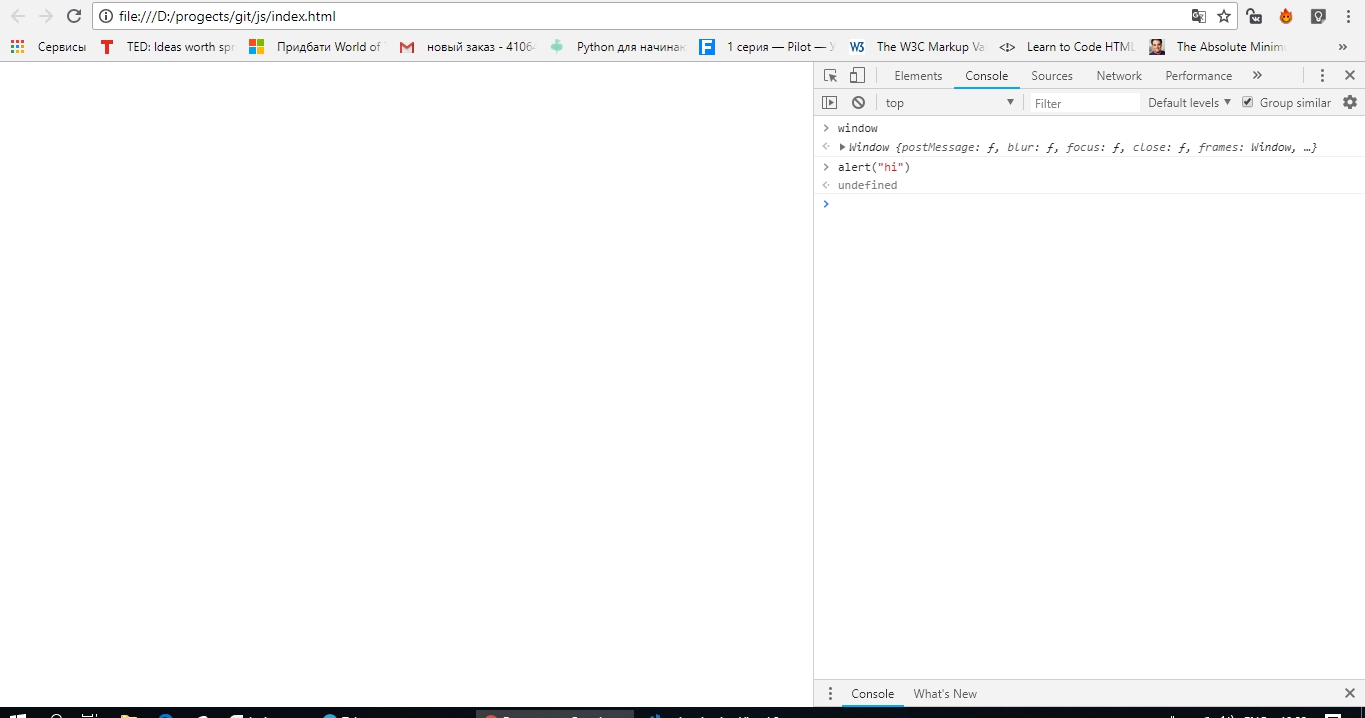 file:///D:/progects/git/js/index.html
Сервисы TED: Ideas worth spr Придбати World of новый заказ - 4106 Python для начинаю 1 серия — Pilot — The W3C Markup Va Learn to Code HTML The Absolute Minim »
Elements Console Sources Network Performance »
top Filter Default levels Group similar
> window
Window {postMessage: ƒ, blur: ƒ, focus: ƒ, close: ƒ, frames: Window, …}
> alert("hi")
undefined
>
Console What's New